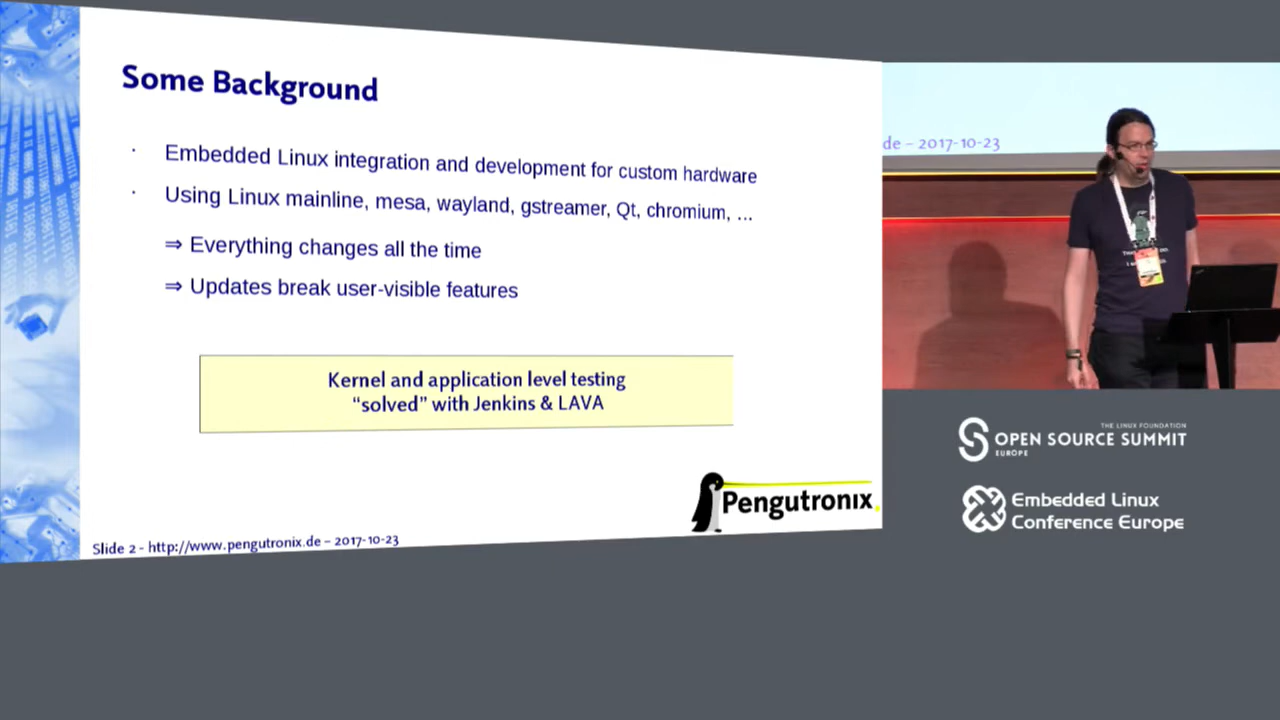 Some Background
· Embedded Linux integration and development for custom hardware
· Using Linux mainline, mesa, wayland, gstreamer, Qt, chromium, ...
⇒ Everything changes all the time
⇒ Updates break user-visible features
Kernel and application level testing
“solved” with Jenkins & LAVA
Pengutronix
Slide 2 - http://www.pengutronix.de – 2017-10-23
de – 2017-10-23
THE LINUX FOUNDATION
OPEN SOURCE SUMMIT
EUROPE
Embedded Linux
Conference Europe